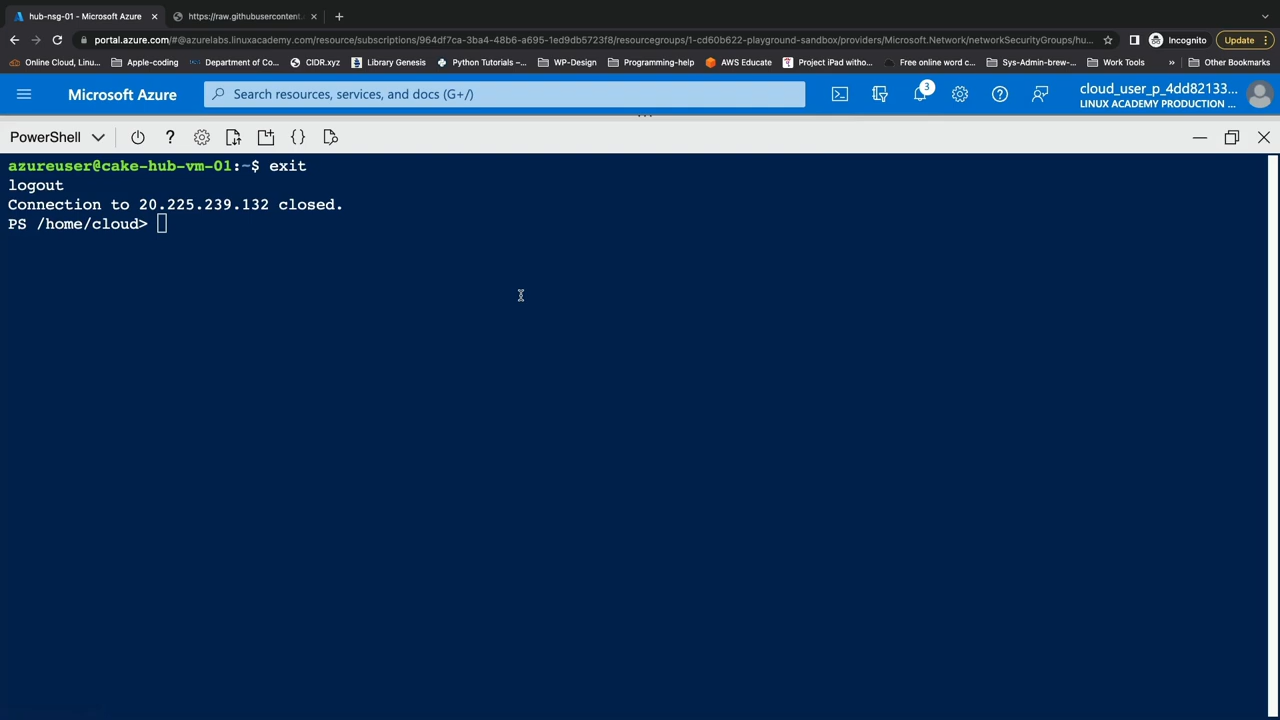 hub-nsg-01 - Microsoft Azure
https://raw.githubusercontent.
portal.azure.com/#@azurelabs.linuxacademy.com/resource/subscriptions/964df7ca-3ba4-48b6-a695-1ed9db5723f8/resourcegroups/1-cd60b622-playground-sandbox/providers/Microsoft.Network/networkSecurityGroups/hu...
Incognito
Update
Online Cloud, Linu...
Apple-coding
Department of Co...
CIDR.xyz
Library Genesis
Python Tutorials –...
WP-Design
Programming-help
AWS Educate
Project iPad witho...
Free online word c...
Sys-Admin-brew-...
Work Tools
»
Other Bookmarks
Microsoft Azure
Search resources, services, and docs (G+/)
3
cloud_user_p_4dd82133...
LINUX ACADEMY PRODUCTION ...
PowerShell
azureuser@cake-hub-vm-01:~$ exit
logout
Connection to 20.225.239.132 closed.
PS /home/cloud>